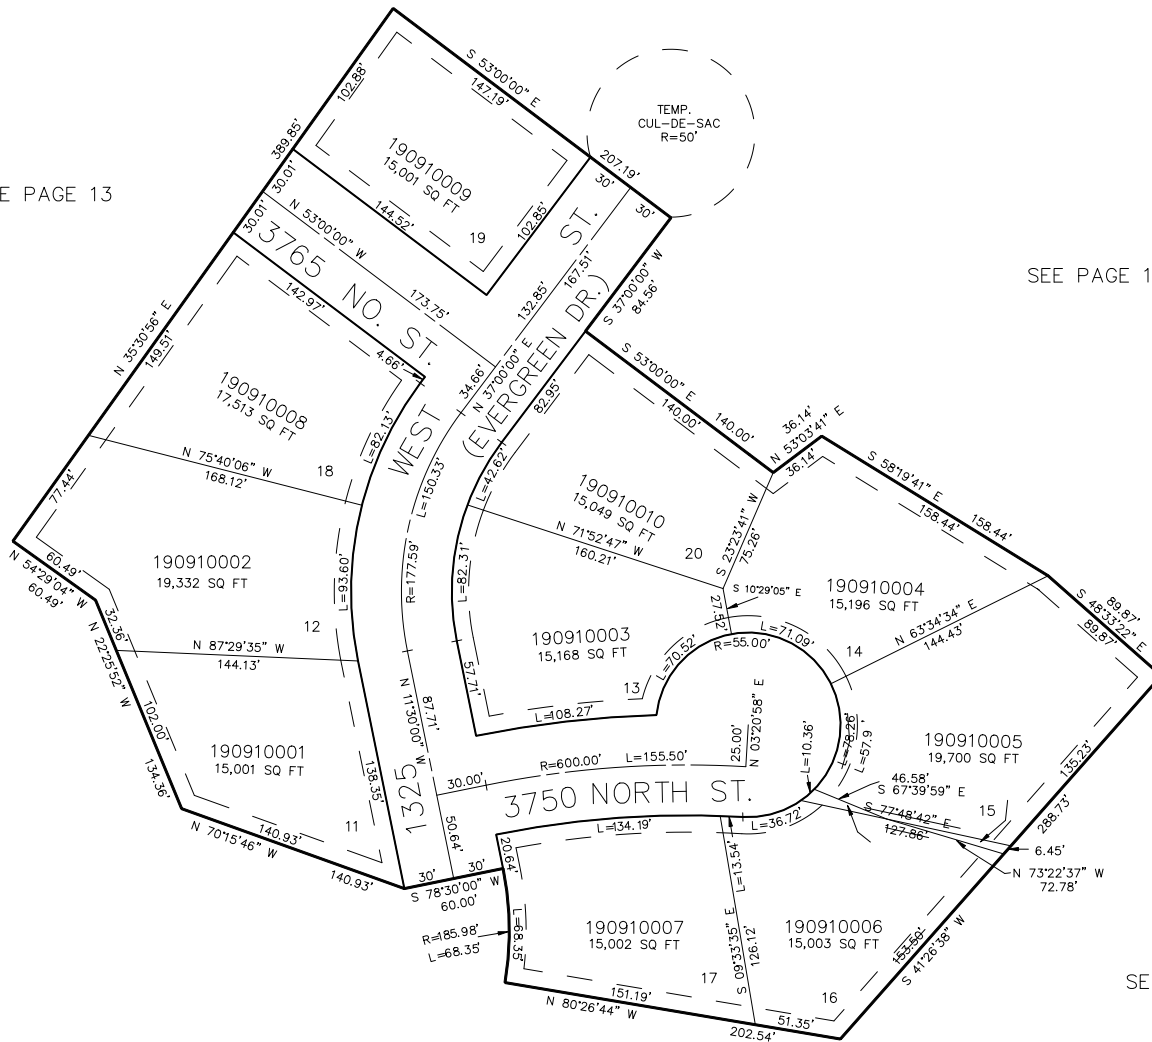 S 53°00'00" E
147.19'
102.88'
389.85'
TEMP.
CUL-DE-SAC
R=50'
207.19'
30'
30'
E PAGE 13
190910009
15,001 SQ FT
144.52'
19
102.85'
30.01'
30.01'
N 53°00'00" W
173.75'
3765 NO. ST.
142.97'
4.66'
ST.
167.51'
132.85'
N 37°00'00" E
34.66'
(EVERGREEN DR.)
WEST
82.95'
S 37°00'00" W
84.56'
SEE PAGE 1
N 35°30'56" E
149.51'
190910008
17,513 SQ FT
L=82.13'
18
N 75°40'06" W
168.12'
77.44'
S 53°00'00" E
140.00'
140.00'
36.14'
N 53°03'41" E
36.14'
S 58°19'41" E
158.44'
158.44'
L=42.62'
L=150.33'
190910010
15,049 SQ FT
N 71°52'47" W
160.21'
20
S 23°23'41" W
75.26'
N 54°29'04" W
60.49'
60.49'
190910002
19,332 SQ FT
L=93.60'
R=177.59'
L=82.31'
12
32.36'
N 22°25'52" W
102.00'
134.36'
N 87°29'35" W
144.13'
27.52'
S 10°29'05" E
190910004
15,196 SQ FT
N 63°34'34" E
144.43'
14
89.87'
S 48°33'22" E
89.87'
190910003
15,168 SQ FT
13
57.71'
L=108.27'
L=70.52'
L=71.09'
R=55.00'
N 11°30'00" W
87.71'
190910001
15,001 SQ FT
138.35'
11
140.93'
N 70°15'46" W
140.93'
25.00'
N 03°20'58" E
L=10.36'
L=78.26'
L=57.9'
190910005
19,700 SQ FT
135.23'
288.73'
15
46.58'
S 67°39'59" E
S 77°48'42" E
127.86'
6.45'
N 73°22'37" W
72.78'
30.00'
R=600.00'
L=155.50'
3750 NORTH ST.
1325
50.64'
L=134.19'
L=36.72'
L=13.54'
20.64'
30'
30'
S 78°30'00" W
60.00'
R=185.98'
L=68.35'
L=68.35'
190910007
15,002 SQ FT
17
S 09°33'35" E
126.12'
190910006
15,003 SQ FT
16
153.50'
S 41°26'38" W
151.19'
N 80°26'44" W
51.35'
202.54'
SE